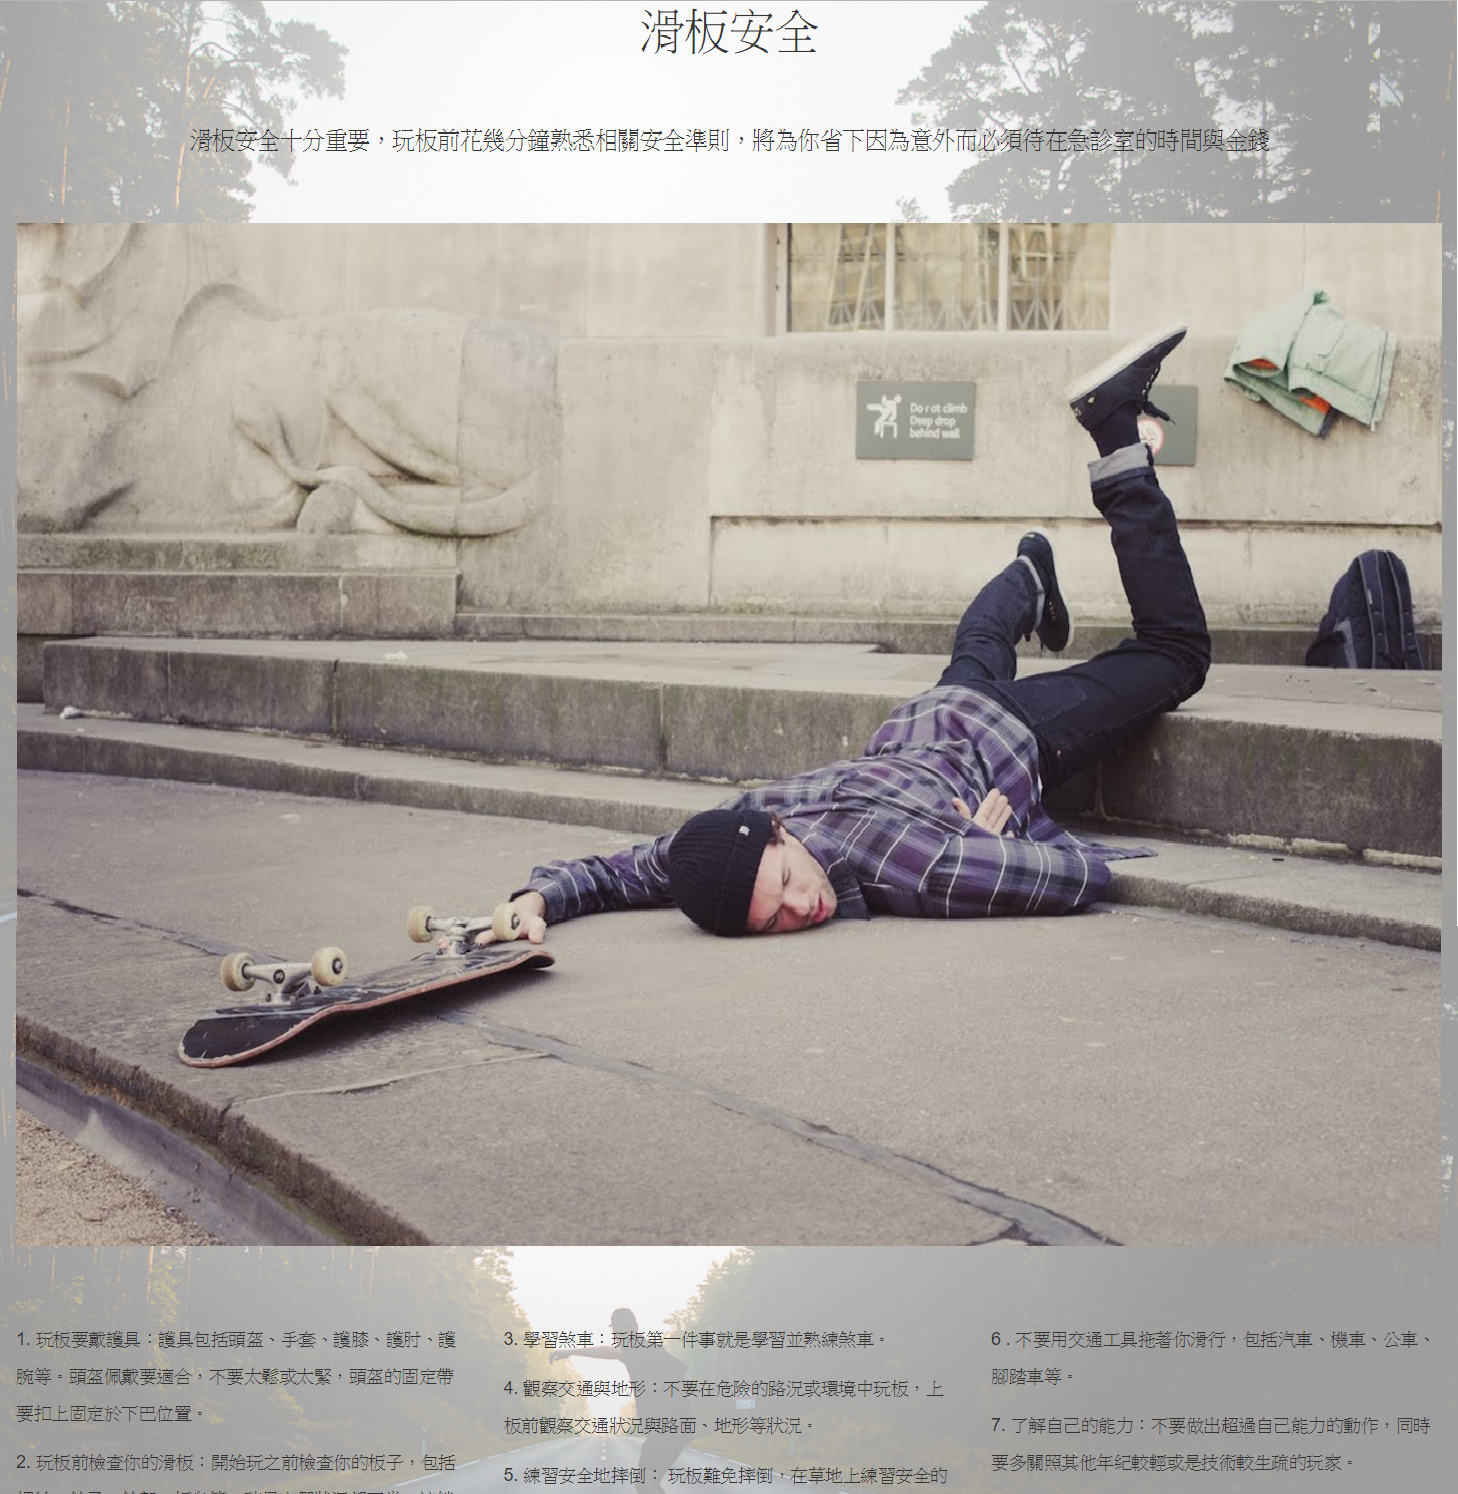 滑板安全
滑板安全十分重要，玩板前花幾分鐘熟悉相關安全準則，將為你省下因為意外而必須待在急診室的時間與金錢
Do not climb
Deep drop
behind wall
1. 玩板要戴護具：護具包括頭盔、手套、護膝、護肘、護
腕等。頭盔佩戴要適合，不要太鬆或太緊，頭盔的固定帶
要扣上固定於下巴位置。
2. 玩板前檢查你的滑板：開始玩之前檢查你的板子，包括
3. 學習煞車：玩板第一件事就是學習並熟練煞車。
4. 觀察交通與地形：不要在危險的路況或環境中玩板，上
板前觀察交通狀況與路面、地形等狀況。
5. 練習安全地摔倒： 玩板難免摔倒，在草地上練習安全的
6 . 不要用交通工具拖著你滑行，包括汽車、機車、公車、
腳踏車等。
7. 了解自己的能力：不要做出超過自己能力的動作，同時
要多關照其他年紀較輕或是技術較生疏的玩家。